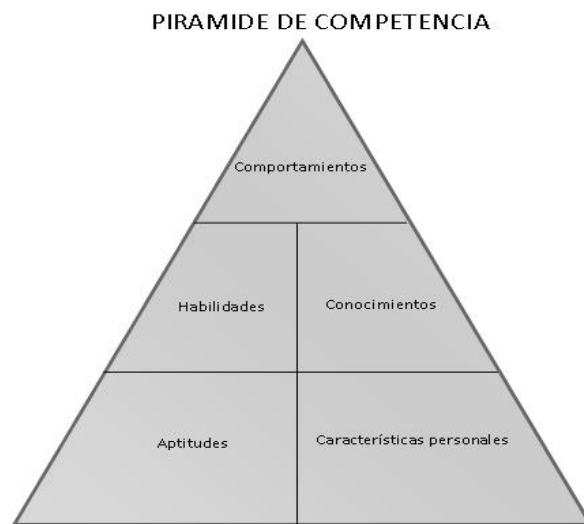 PIRAMIDE DE COMPETENCIA
Comportamientos
Habilidades
Conocimientos
Aptitudes
Características personales